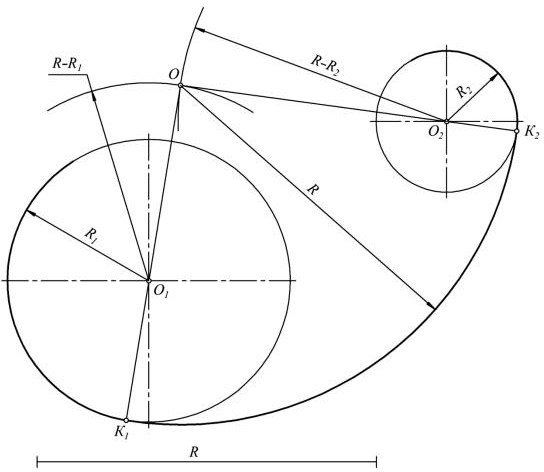 R–R₁
O
R–R₂
R₂
O₂
K₂
R
R₁
O₁
K₁
R